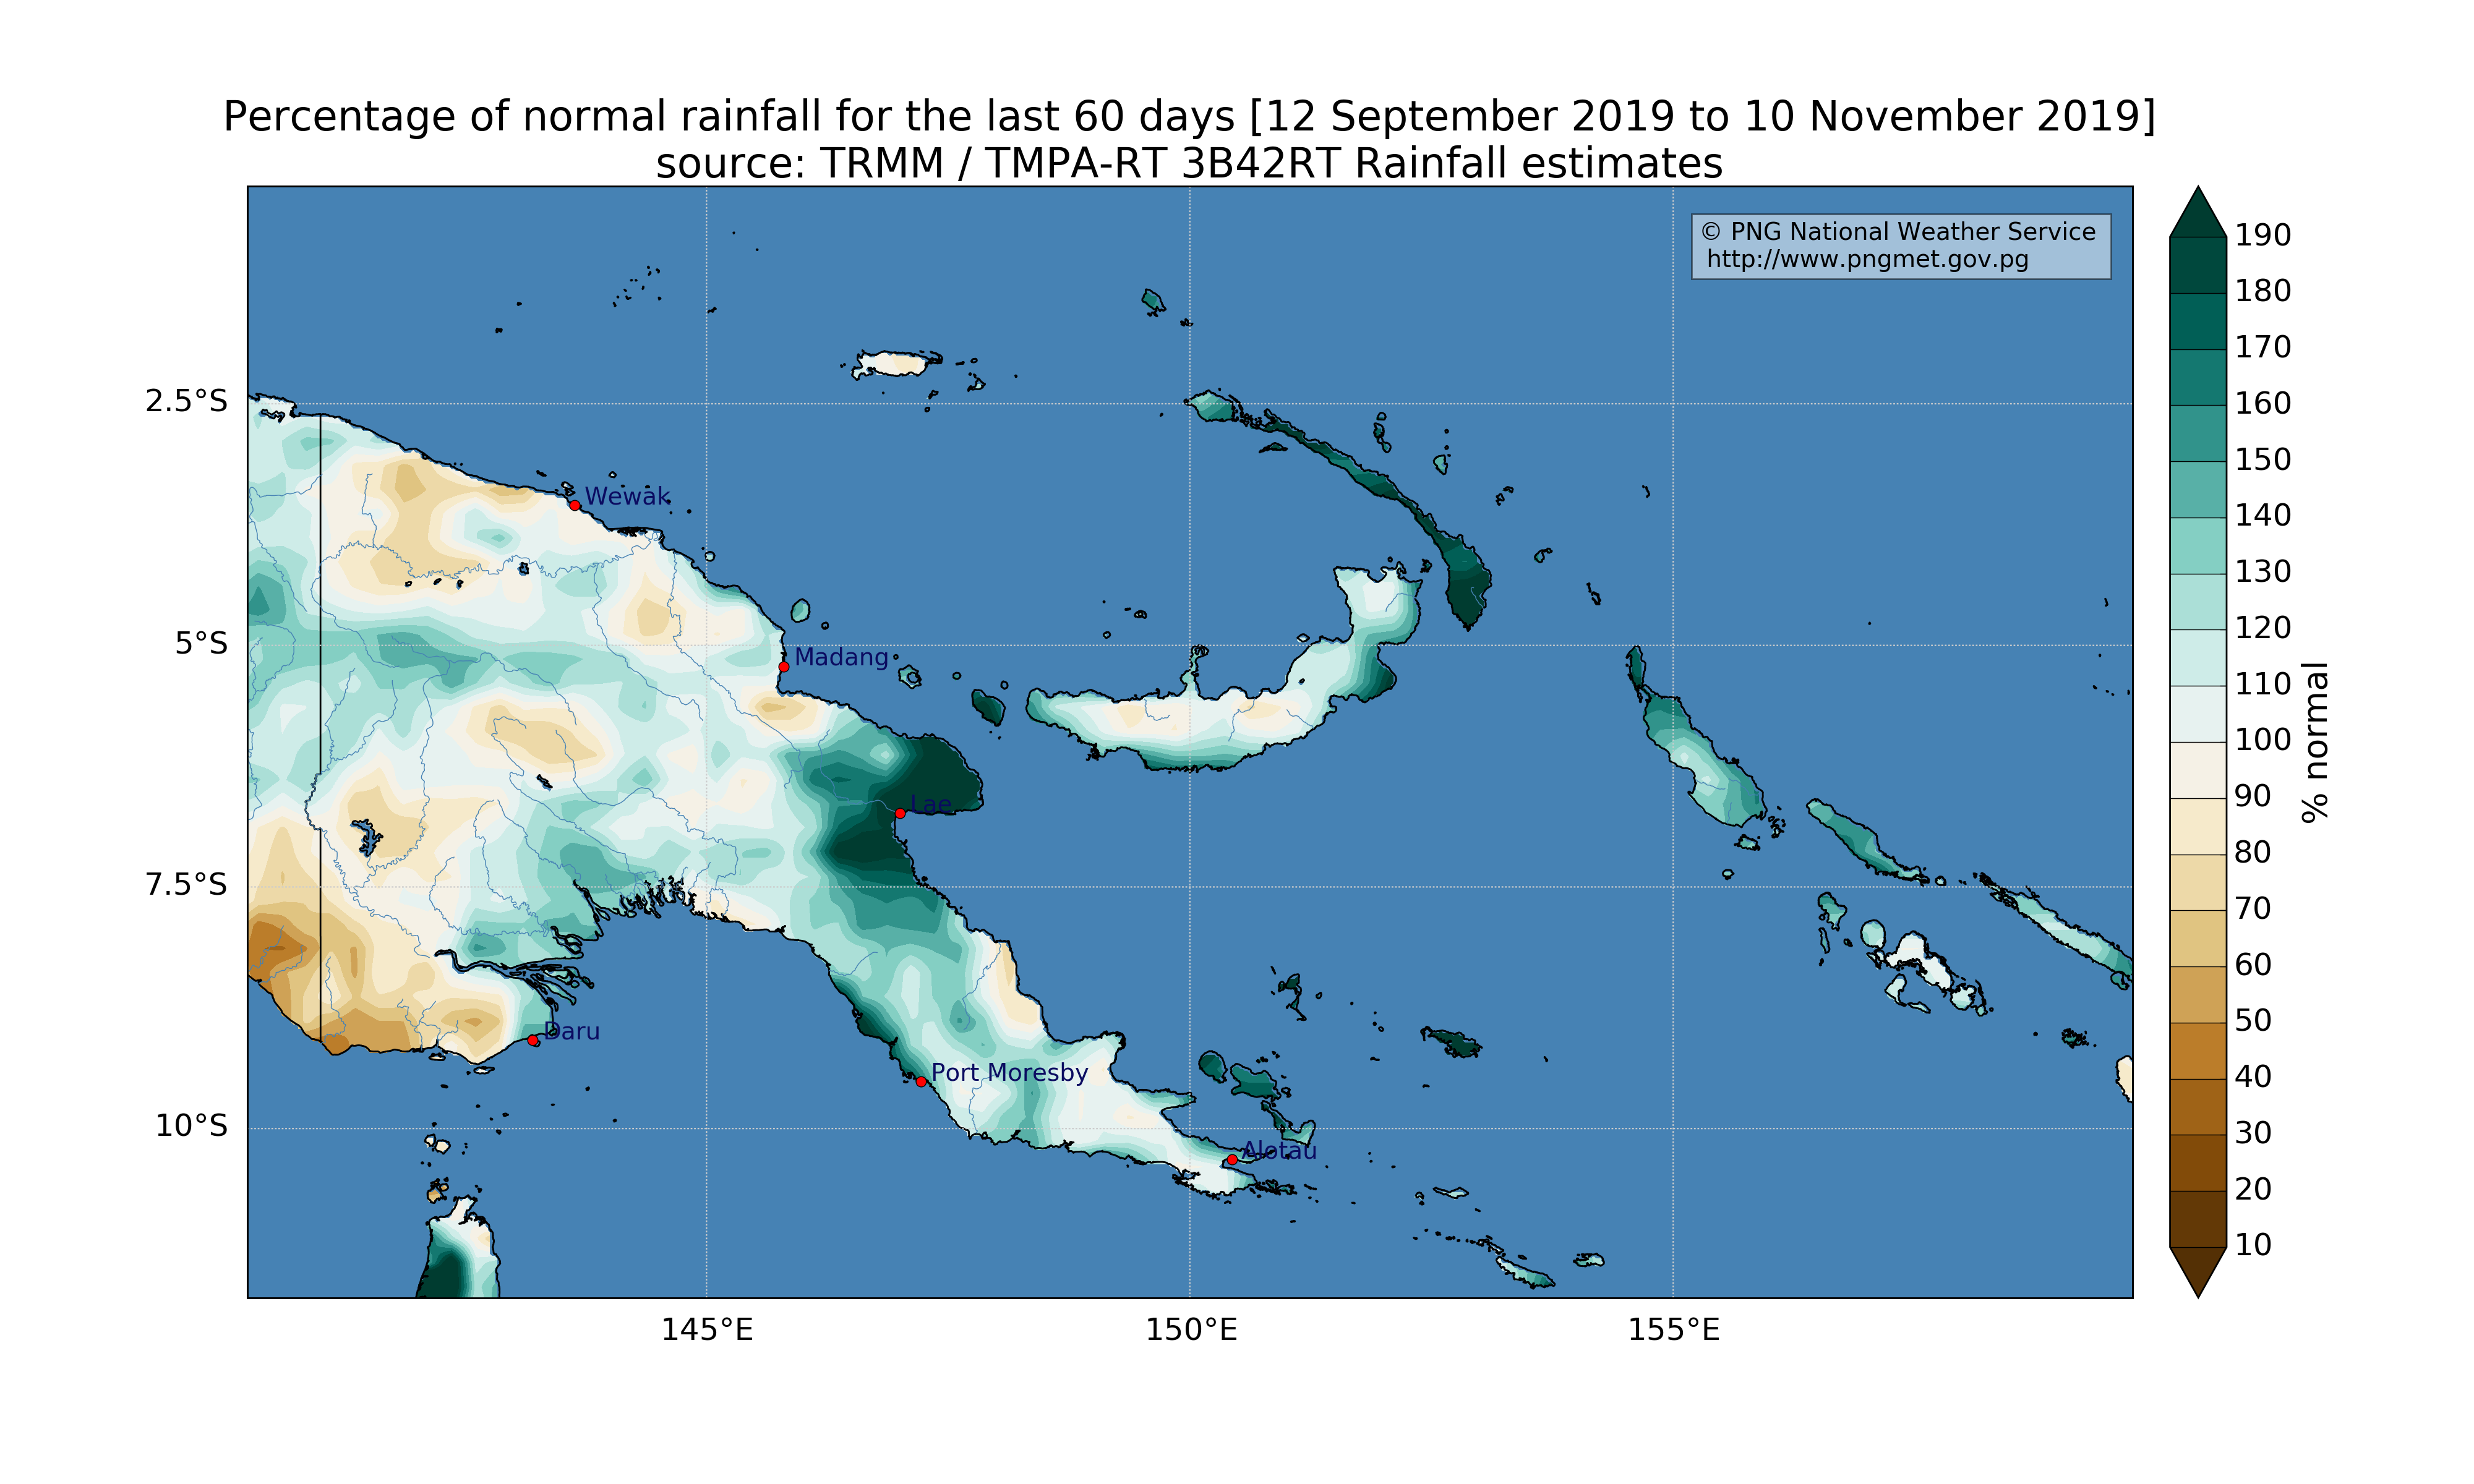 Percentage of normal rainfall for the last 60 days [12 September 2019 to 10 November 2019]
source: TRMM / TMPA-RT 3B42RT Rainfall estimates
© PNG National Weather Service
http://www.pngmet.gov.pg
2.5°S
5°S
7.5°S
10°S
Wewak
Madang
Lae
Daru
Port Moresby
Alotau
145°E
150°E
155°E
190
180
170
160
150
140
130
120
110
100
90
80
70
60
50
40
30
20
10
% normal